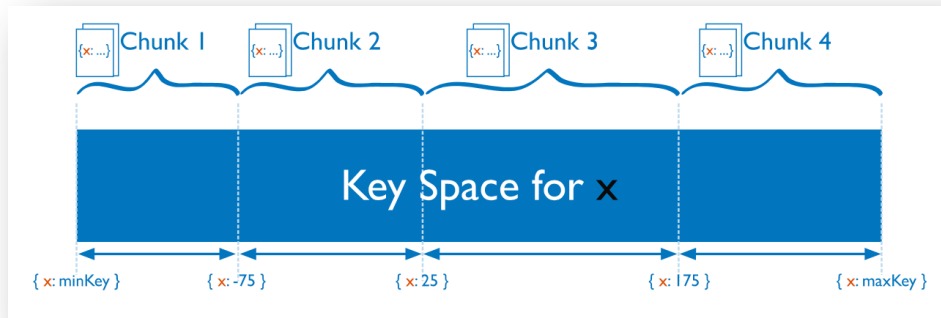 {x: ...} Chunk 1
{x: ...} Chunk 2
{x: ...} Chunk 3
{x: ...} Chunk 4
Key Space for x
{ x: minKey }
{ x: -75 }
{ x: 25 }
{ x: 175 }
{ x: maxKey }